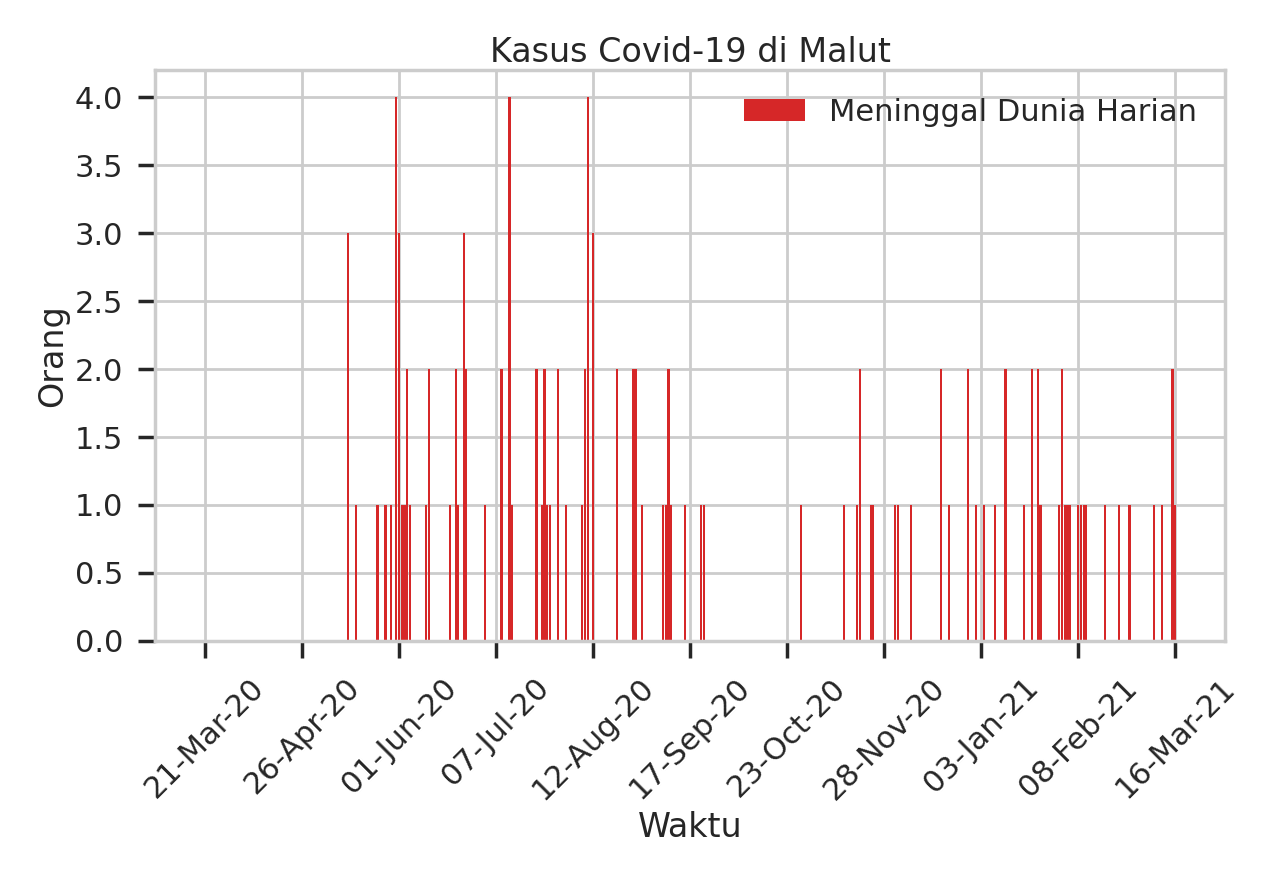 Kasus Covid-19 di Malut
Meninggal Dunia Harian
Orang
4.0
3.5
3.0
2.5
2.0
1.5
1.0
0.5
0.0
21-Mar-20
26-Apr-20
01-Jun-20
07-Jul-20
12-Aug-20
17-Sep-20
23-Oct-20
28-Nov-20
03-Jan-21
08-Feb-21
16-Mar-21
Waktu